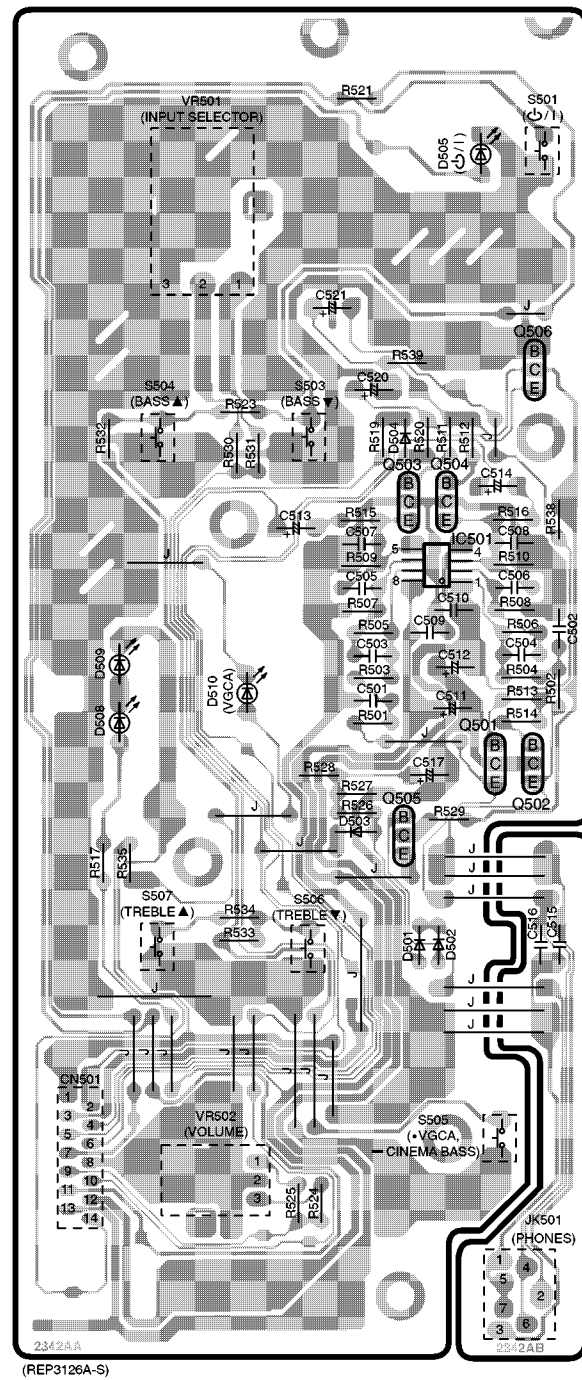 R521
VR501
(INPUT SELECTOR)
S501
(⏻/I)
D505
(⏻/I)
3 2 1
C521
+
J
Q506
B
C
E
R539
C520
+
S504
(BASS▲)
R523
S503
(BASS▼)
R532
R530
R531
R519
D504
R520
R511
R512
J
Q503
B
C
E
Q504
B
C
E
C514
+
R538
C513
+
R515
R516
C507
IC501
C508
5
4
R509
R510
8
1
C505
C506
R507
C510
R508
J
R505
C509
R506
C502
C503
C504
C512
+
R503
R504
R502
D509
D510
(VGCA)
C501
C511
+
R513
R501
R514
D508
J
Q501
B
C
E
B
C
E
Q502
R528
C517
+
R527
R526
Q505
B
C
E
D503
R529
J
J
J
R517
R535
J
J
J
S507
(TREBLE▲)
R534
R533
S506
(TREBLE▼)
D501
D502
C516
C515
J
J
J
J
J
J
J
J
J
J
J
J
J
CN501
1
2
3
4
5
6
7
8
9
10
11
12
13
14
VR502
(VOLUME)
1
2
3
R525
R524
S505
(•VGCA,
━ CINEMA BASS)
JK501
(PHONES)
1
4
5
2
7
3
6
2342AA
2342AB
(REP3126A-S)